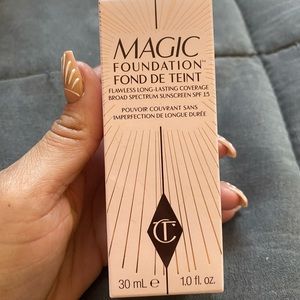 MAGIC
FOUNDATION™
FOND DE TEINT
FLAWLESS LONG-LASTING COVERAGE
BROAD SPECTRUM SUNSCREEN SPF 15
POUVOIR COUVRANT SANS
IMPERFECTION DE LONGUE DURÉE
CT
30 mL e 1.0 fl. oz.